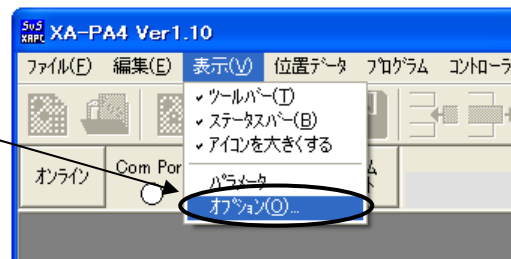 SVS XAPC XA-PA4 Ver1.10
ﾌｧｲﾙ(F) 編集(E) 表示(V) 位置ﾃﾞｰﾀ ﾌﾟﾛｸﾞﾗﾑ ｺﾝﾄﾛｰﾗ
ﾂｰﾙﾊﾞｰ(T)
ｽﾃｰﾀｽﾊﾞｰ(B)
ｱｲｺﾝを大きくする
ｵﾝﾗｲﾝ Com Por
ﾊﾟﾗﾒｰﾀ
ｵﾌﾟｼｮﾝ(O)...